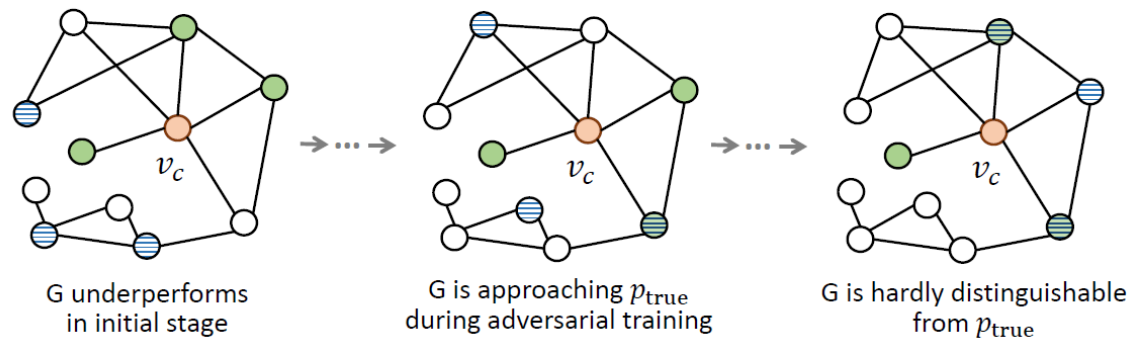 v_c
v_c
v_c
G underperforms
in initial stage
G is approaching p_true
during adversarial training
G is hardly distinguishable
from p_true